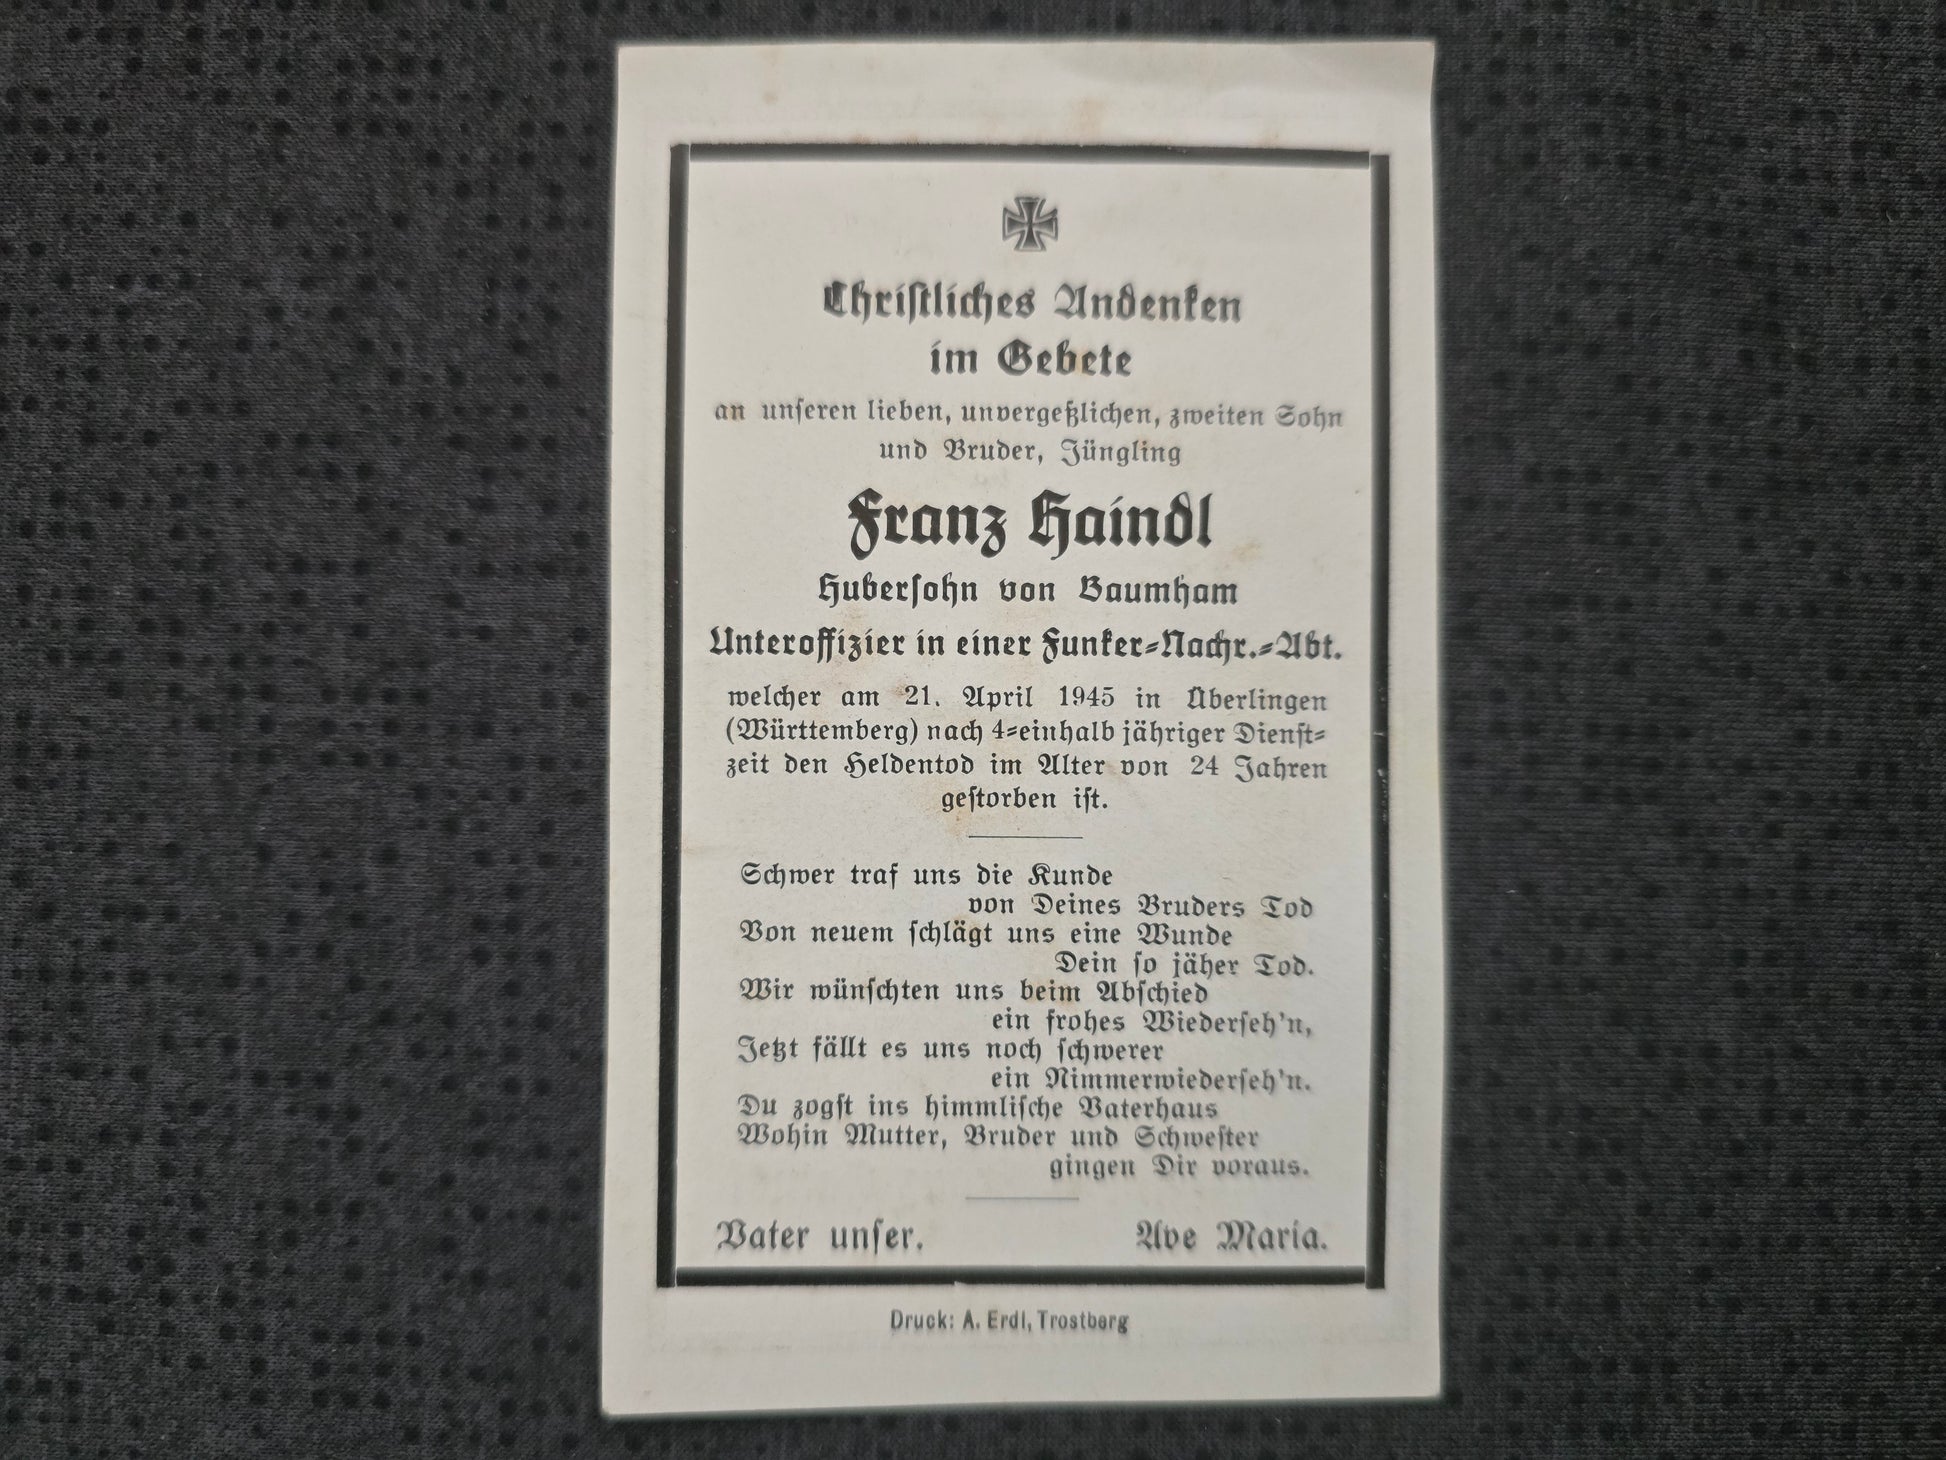 Christliches Andenken
im Gebete
an unseren lieben, unvergeßlichen, zweiten Sohn
und Bruder, Jüngling
Franz Haindl
Hubersohn von Baumham
Unteroffizier in einer Funker-Nachr.-Abt.
welcher am 21. April 1945 in Überlingen
(Württemberg) nach 4-einhalb jähriger Dienst-
zeit den Heldentod im Alter von 24 Jahren
gestorben ist.
Schwer traf uns die Kunde
von Deines Bruders Tod
Von neuem schlägt uns eine Wunde
Dein so jäher Tod.
Wir wünschten uns beim Abschied
ein frohes Wiederseh'n,
Jetzt fällt es uns noch schwerer
ein Nimmerwiederseh'n.
Du zogst ins himmlische Vaterhaus
Wohin Mutter, Bruder und Schwester
gingen Dir voraus.
Vater unser. Ave Maria.
Druck: A. Erdl, Trostberg